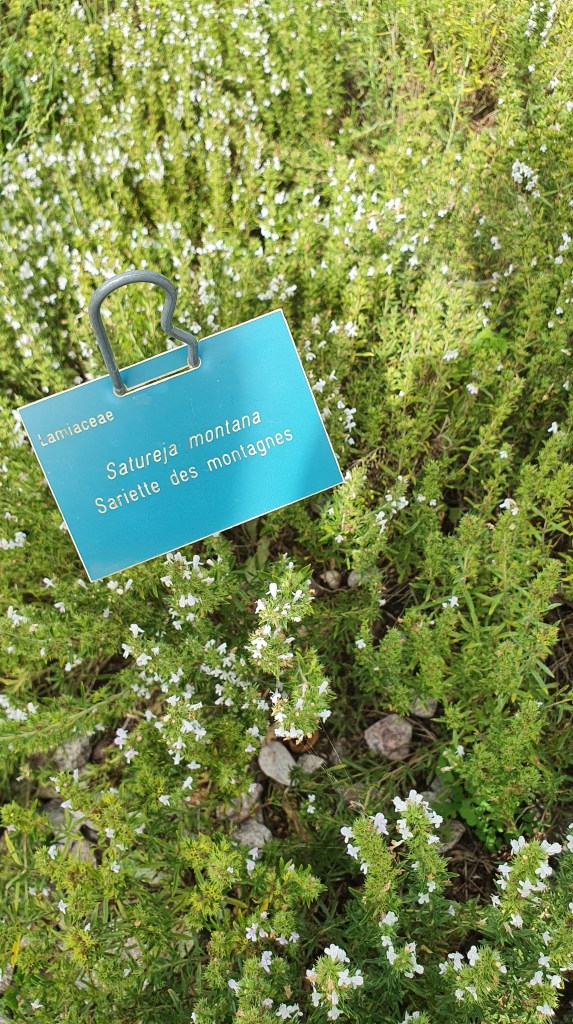 Lamiaceae
Satureja montana
Sariette des montagnes